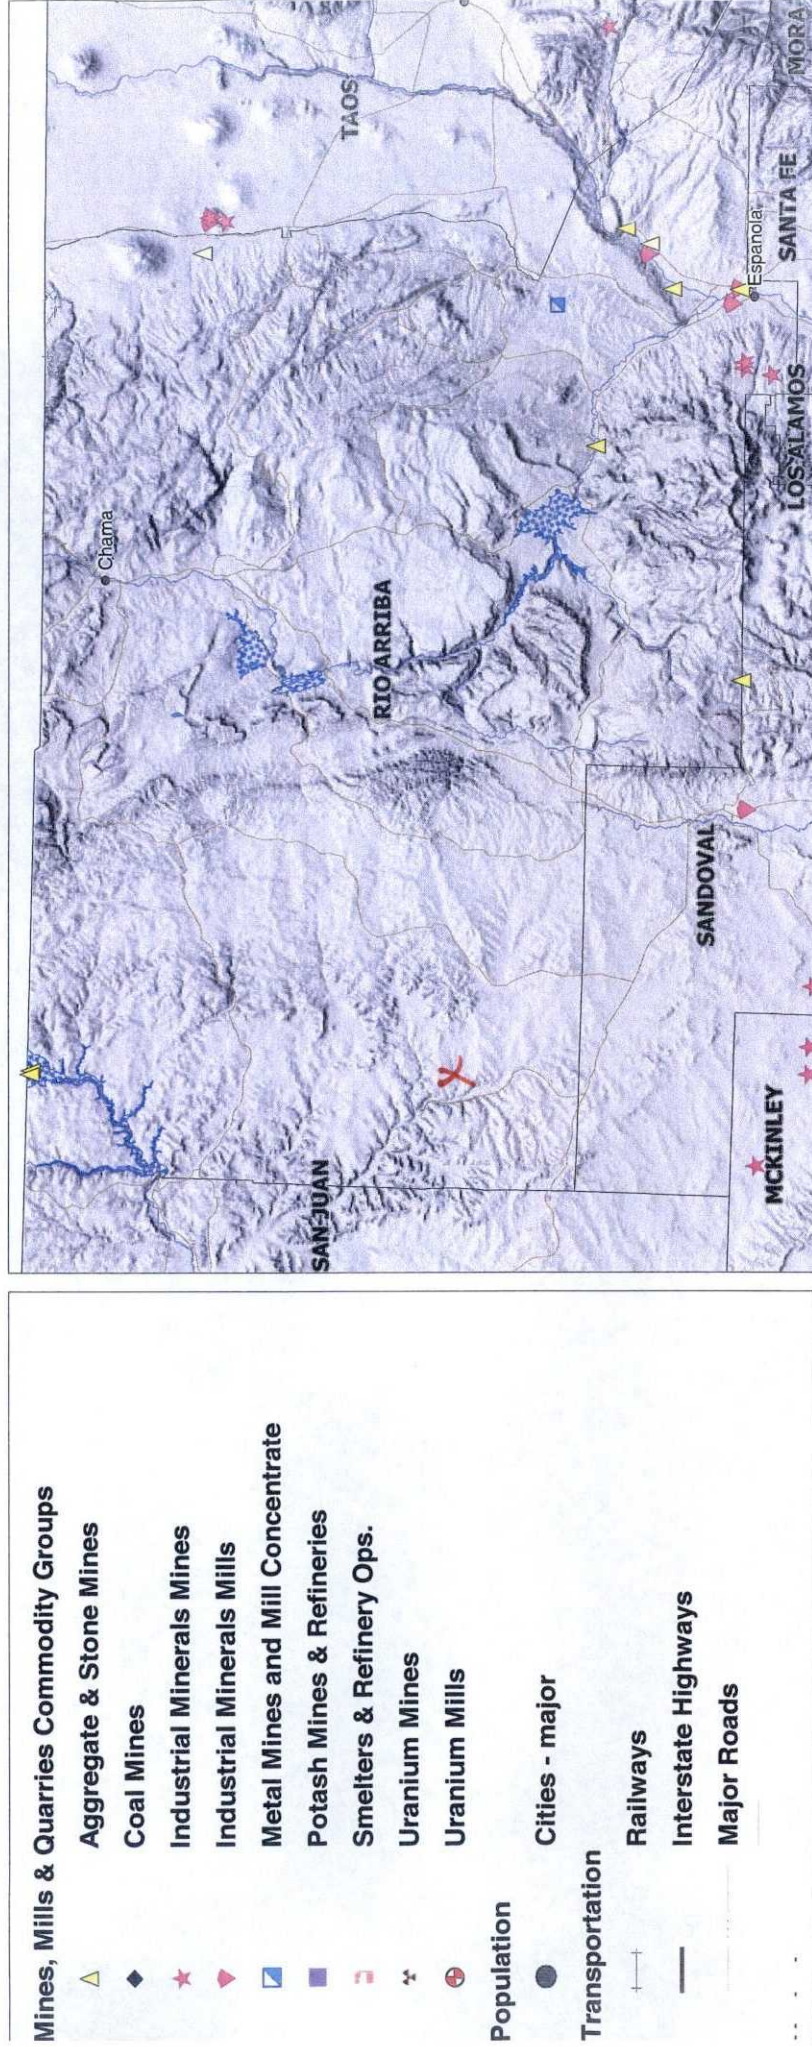 Mines, Mills & Quarries Commodity Groups
Aggregate & Stone Mines
Coal Mines
Industrial Minerals Mines
Industrial Minerals Mills
Metal Mines and Mill Concentrate
Potash Mines & Refineries
Smelters & Refinery Ops.
Uranium Mines
Uranium Mills
Population
Cities - major
Transportation
Railways
Interstate Highways
Major Roads
Chama
TAOS
SAN JUAN
RIO ARRIBA
MORA
SANTA FE
Espanola
LOS ALAMOS
SANDOVAL
MCKINLEY
X